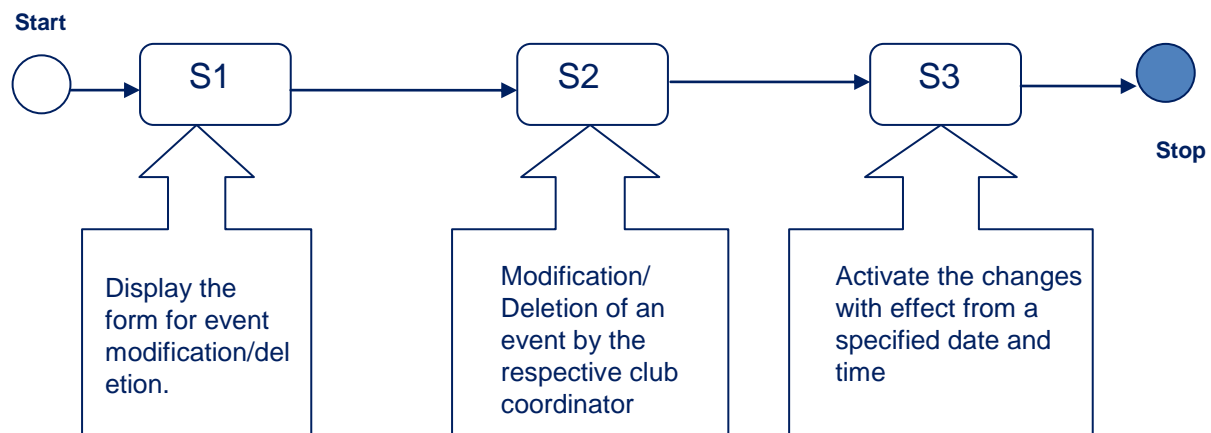 Start
S1
S2
S3
Stop
Display the
form for event
modification/del
etion.
Modification/
Deletion of an
event by the
respective club
coordinator
Activate the changes
with effect from a
specified date and
time